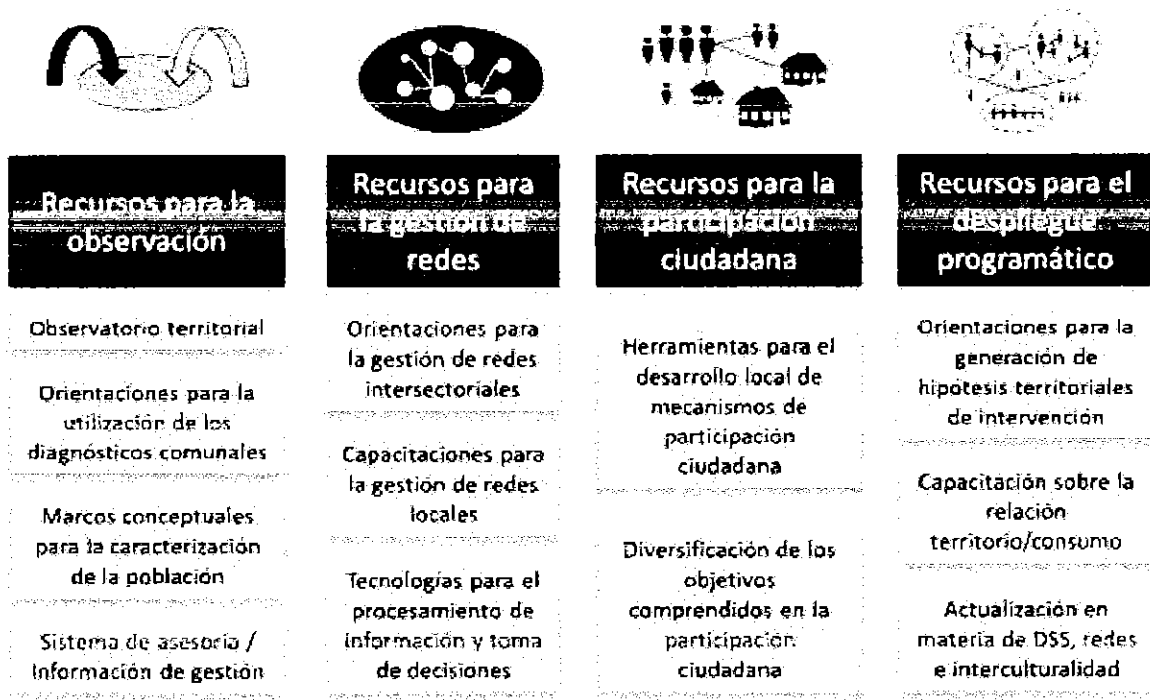 Recursos para la
observación
Observatorio territorial
Orientaciones para la
utilización de los
diagnósticos comunales
Marcos conceptuales
para la caracterización
de la población
Sistema de asesoría /
Información de gestión
Recursos para
la gestión de
redes
Orientaciones para
la gestión de redes
intersectoriales
Capacitaciones para
la gestión de redes
locales
Tecnologías para el
procesamiento de
información y toma
de decisiones
Recursos para la
participación
ciudadana
Herramientas para el
desarrollo local de
mecanismos de
participación
ciudadana
Diversificación de los
objetivos
comprendidos en la
participación
ciudadana
Recursos para el
despliegue
programático
Orientaciones para la
generación de
hipótesis territoriales
de intervención
Capacitación sobre la
relación
territorio/consumo
Actualización en
materia de DSS, redes
e interculturalidad